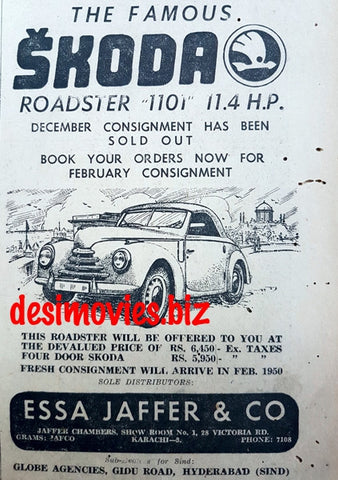 THE FAMOUS
ŠKODA
ROADSTER "1101" 11.4 H.P.
DECEMBER CONSIGNMENT HAS BEEN
SOLD OUT
BOOK YOUR ORDERS NOW FOR
FEBRUARY CONSIGNMENT
desimovies.biz
THIS ROADSTER WILL BE OFFERED TO YOU AT
THE DEVALUED PRICE OF RS. 6,450/- EX. TAXES
FOUR DOOR SKODA RS. 5,950/- " "
FRESH CONSIGNMENT WILL ARRIVE IN FEB. 1950
SOLE DISTRIBUTORS:
ESSA JAFFER & CO
JAFFER CHAMBERS, SHOW ROOM No. 1, 28 VICTORIA RD.
GRAMS: JAFCO KARACHI-3. PHONE: 7108
for Sind:
GLOBE AGENCIES, GIDU ROAD, HYDERABAD (SIND)